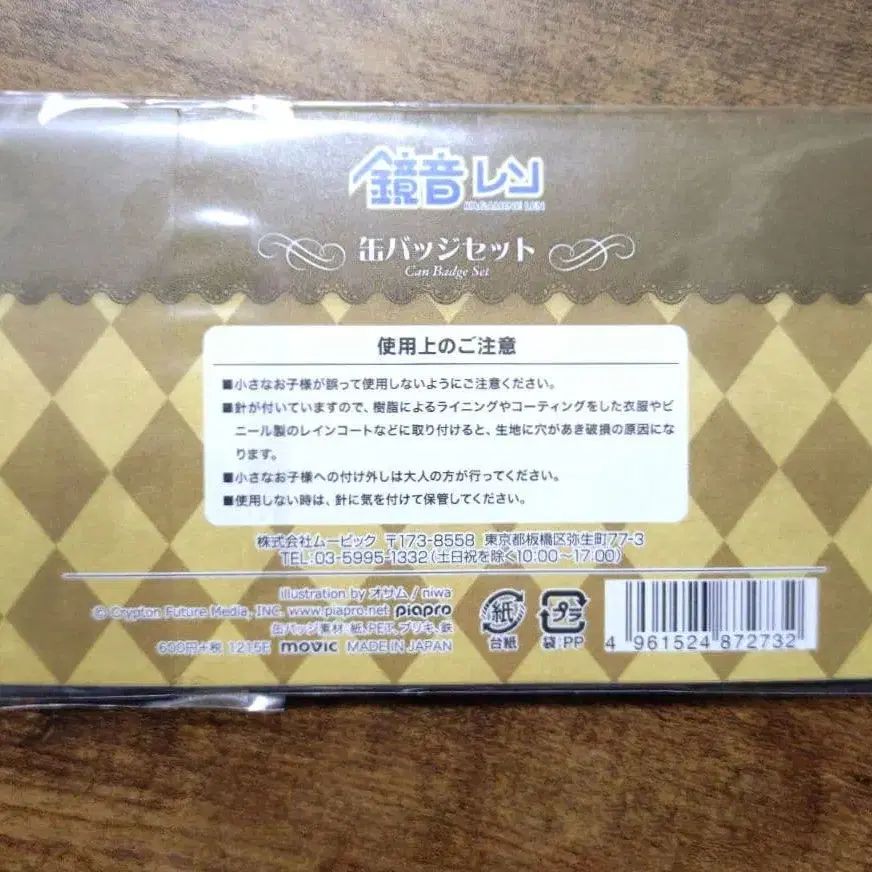 鏡音レン
KAGAMINE LEN
缶バッジセット
Can Badge Set
使用上のご注意
■小さなお子様が誤って使用しないようにご注意ください。
■針が付いていますので、樹脂によるライニングやコーティングをした衣服やビ
ニール製のレインコートなどに取り付けると、生地に穴があき破損の原因にな
ります。
■小さなお子様への付け外しは大人の方が行ってください。
■使用しない時は、針に気を付けて保管してください。
株式会社ムービック 〒173-8558 東京都板橋区弥生町77-3
TEL:03-5995-1332(土日祝を除く10:00〜17:00)
illustration by オサム / niwa
© Crypton Future Media, INC. www.piapro.net piapro
缶バッジ素材:紙、PET、ブリキ、鉄
600円+税 1215E movic MADE IN JAPAN
紙
台紙
プラ
袋:PP
4 961524 872732